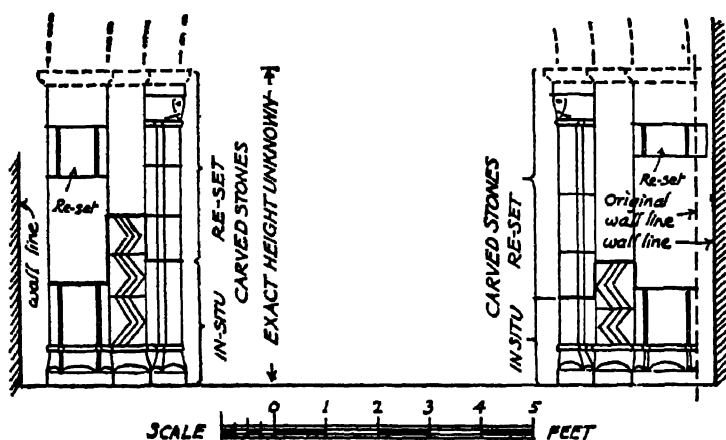 wall line
Re-set
IN-SITU RE-SET
CARVED STONES
EXACT HEIGHT UNKNOWN
CARVED STONES
IN SITU RE-SET
Re-set
Original
wall line
wall line
0 1 2 3 4 5
SCALE FEET